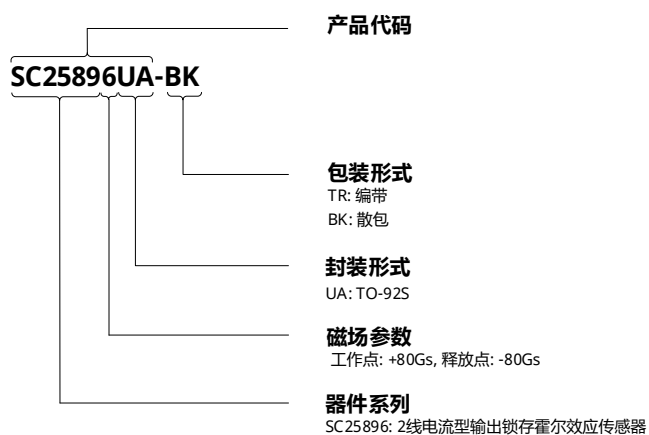 产品代码
SC25896UA-BK
包装形式
TR: 编带
BK: 散包
封装形式
UA: TO-92S
磁场参数
工作点: +80Gs, 释放点: -80Gs
器件系列
SC25896: 2线电流型输出锁存霍尔效应传感器